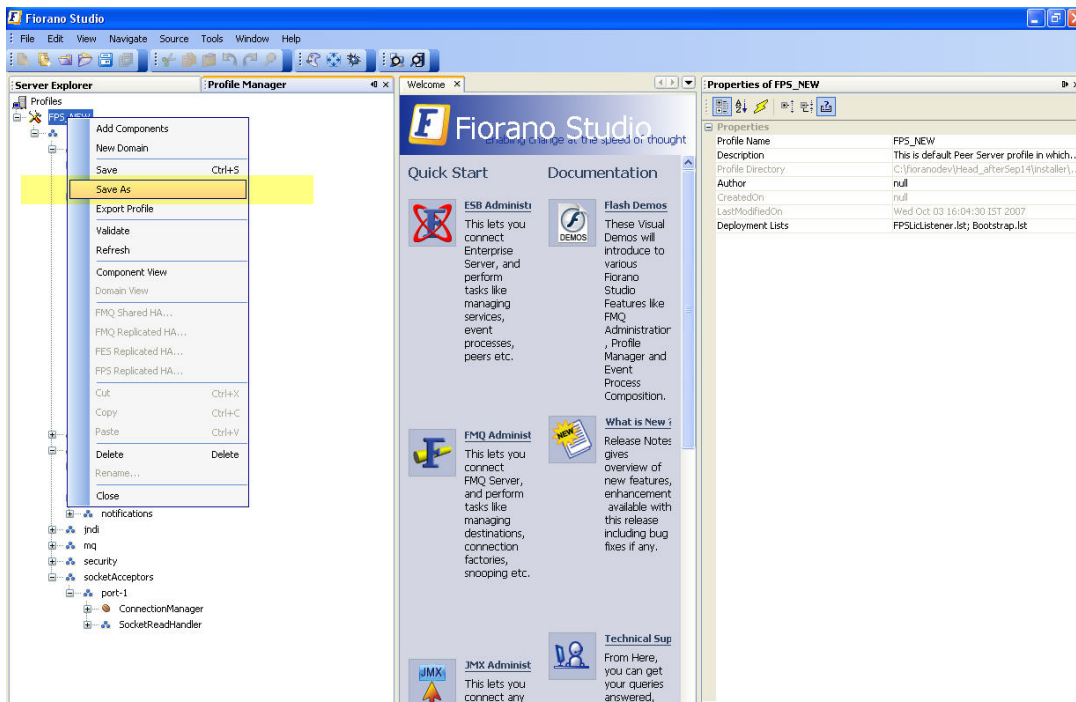 Fiorano Studio
File Edit View Navigate Source Tools Window Help
Server Explorer
Profile Manager
Profiles
FPS_NEW
Add Components
New Domain
Save Ctrl+S
Save As
Export Profile
Validate
Refresh
Component View
Domain View
FMQ Shared HA...
FMQ Replicated HA...
FES Replicated HA...
FPS Replicated HA...
Cut Ctrl+X
Copy Ctrl+C
Paste Ctrl+V
Delete Delete
Rename...
Close
notifications
jndi
mq
security
socketAcceptors
port-1
ConnectionManager
SocketReadHandler
Welcome
Fiorano Studio
Enabling change at the speed of thought
Quick Start
ESB Administ
This lets you
connect
Enterprise
Server, and
perform
tasks like
managing
services,
event
processes,
peers etc.
FMQ Administ
This lets you
connect
FMQ Server,
and perform
tasks like
managing
destinations,
connection
factories,
snooping etc.
JMX
JMX Administ
This lets you
connect any
Documentation
DEMOS
Flash Demos
These Visual
Demos will
introduce to
various
Fiorano
Studio
Features like
FMQ
Administrator
, Profile
Manager and
Event
Process
Composition.
NEW
What is New ?
Release Notes
gives
overview of
new features,
enhancement
available with
this release
including bug
fixes if any.
Technical Sup
From Here,
you can get
your queries
answered,
Properties of FPS_NEW
Properties
Profile Name FPS_NEW
Description This is default Peer Server profile in which...
Profile Directory C:\fioranodev\Head_afterSep14\installer\...
Author null
CreatedOn null
LastModifiedOn Wed Oct 03 16:04:30 IST 2007
Deployment Lists FPSLicListener.lst; Bootstrap.lst